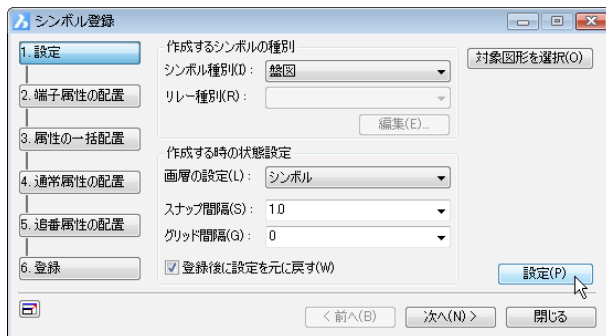 シンボル登録
1.設定
2.端子属性の配置
3.属性の一括配置
4.通常属性の配置
5.追番属性の配置
6.登録
作成するシンボルの種別
シンボル種別(I): 盤図
リレー種別(R):
編集(E)...
対象図形を選択(O)
作成する時の状態設定
画層の設定(L): シンボル
スナップ間隔(S): 1.0
グリッド間隔(G): 0
登録後に設定を元に戻す(W)
設定(P)
< 前へ(B) 次へ(N) > 閉じる